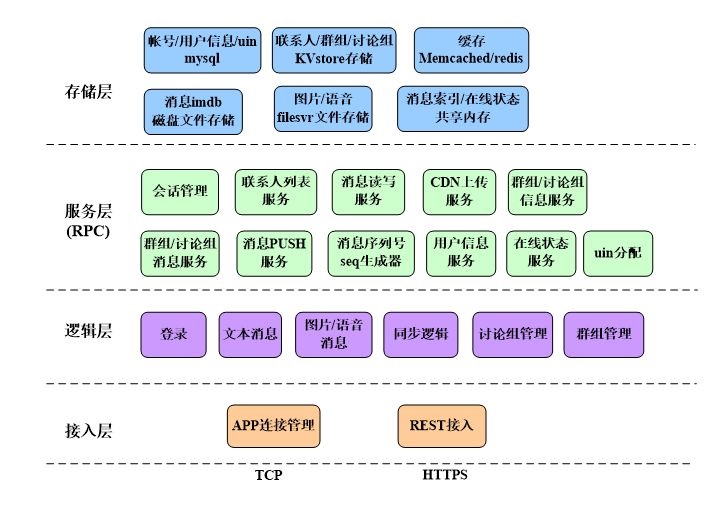 帐号/用户信息/uin
mysql
联系人/群组/讨论组
KVstore存储
缓存
Memcached/redis
存储层
消息imdb
磁盘文件存储
图片/语音
filesvr文件存储
消息索引/在线状态
共享内存
服务层
(RPC)
会话管理
联系人列表
服务
消息读写
服务
CDN上传
服务
群组/讨论组
信息服务
群组/讨论组
消息服务
消息PUSH
服务
消息序列号
seq生成器
用户信息
服务
在线状态
服务
uin分配
逻辑层
登录
文本消息
图片/语音
消息
同步逻辑
讨论组管理
群组管理
接入层
APP连接管理
REST接入
TCP
HTTPS